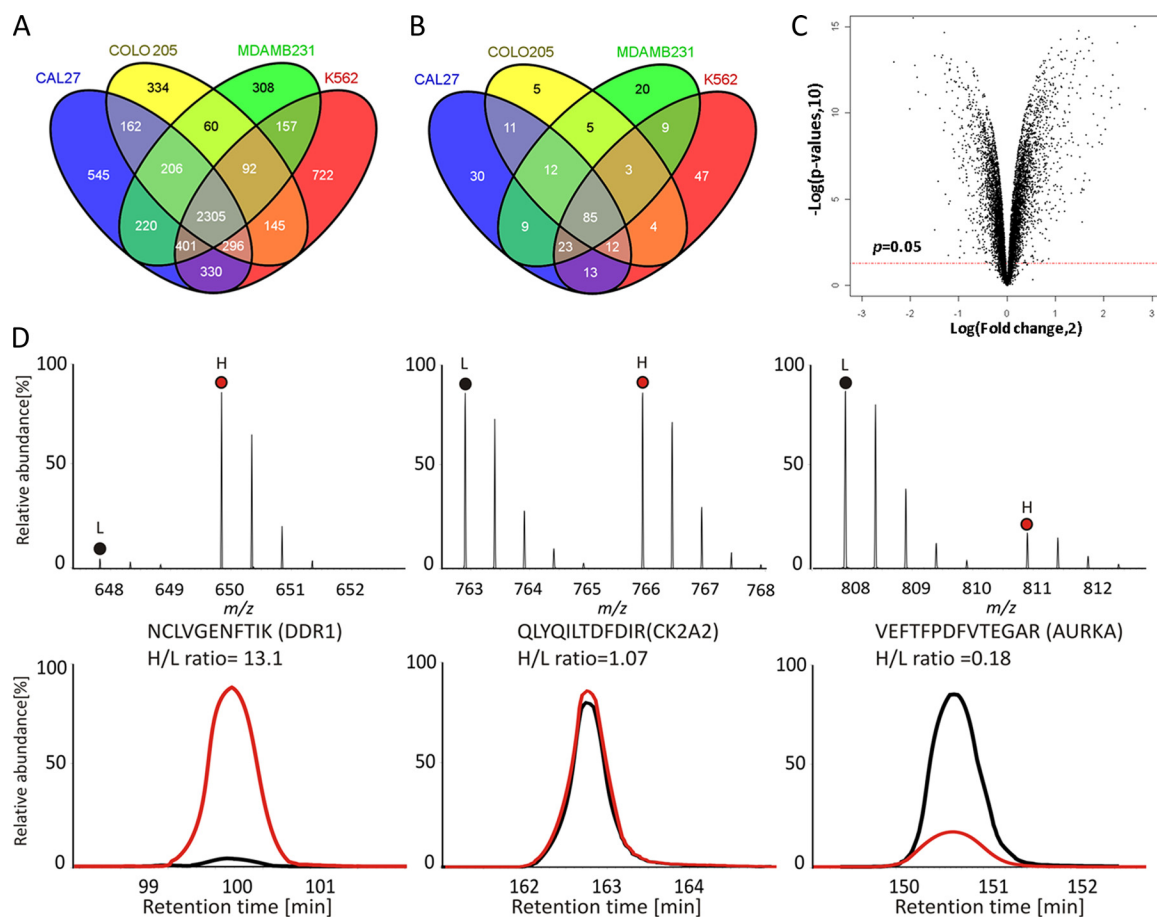 A
COLO 205
MDAMB231
CAL27
K562
334
308
162
60
157
545
206
92
722
2305
220
145
401
296
330
B
COLO205
MDAMB231
CAL27
K562
5
20
11
5
9
30
12
3
47
85
9
4
23
12
13
C
-Log(p-values,10)
15
10
5
0
p=0.05
-3 -2 -1 0 1 2 3
Log(Fold change,2)
D
Relative abundance[%]
100
50
0
L
H
648 649 650 651 652
m/z
NCLVGENFTIK (DDR1)
H/L ratio= 13.1
100
50
0
L
H
763 764 765 766 767 768
m/z
QLYQILTDFDIR(CK2A2)
H/L ratio=1.07
100
50
0
L
H
808 809 810 811 812
m/z
VEFTFPDFVTEGAR (AURKA)
H/L ratio =0.18
Relative abundance[%]
100
50
0
99 100 101
Retention time [min]
100
50
0
162 163 164
Retention time [min]
100
50
0
150 151 152
Retention time [min]